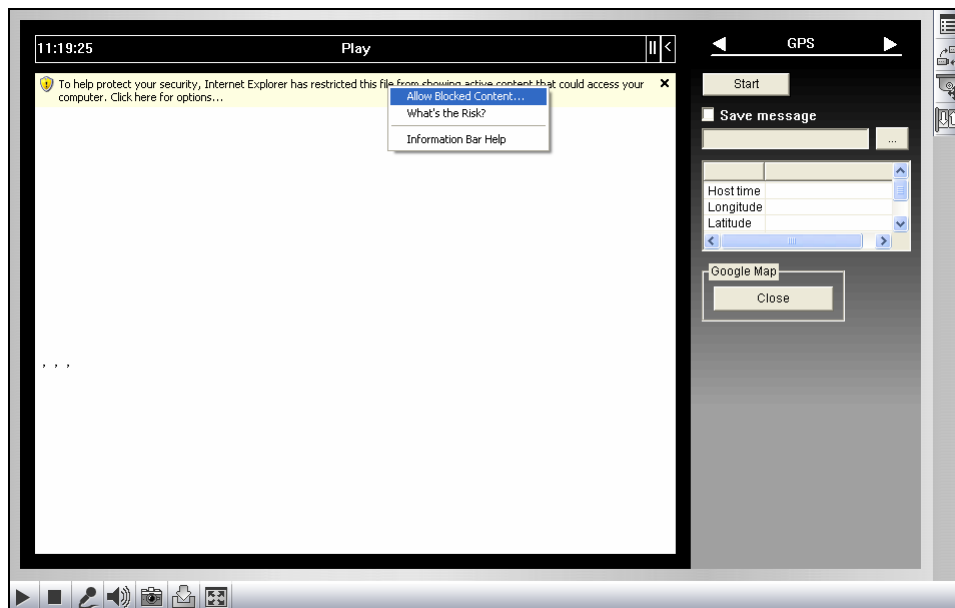 11:19:25 Play || <
To help protect your security, Internet Explorer has restricted this file from showing active content that could access your
computer. Click here for options...
Allow Blocked Content...
What's the Risk?
Information Bar Help
, , ,
GPS
Start
Save message
...
Host time
Longitude
Latitude
Google Map
Close